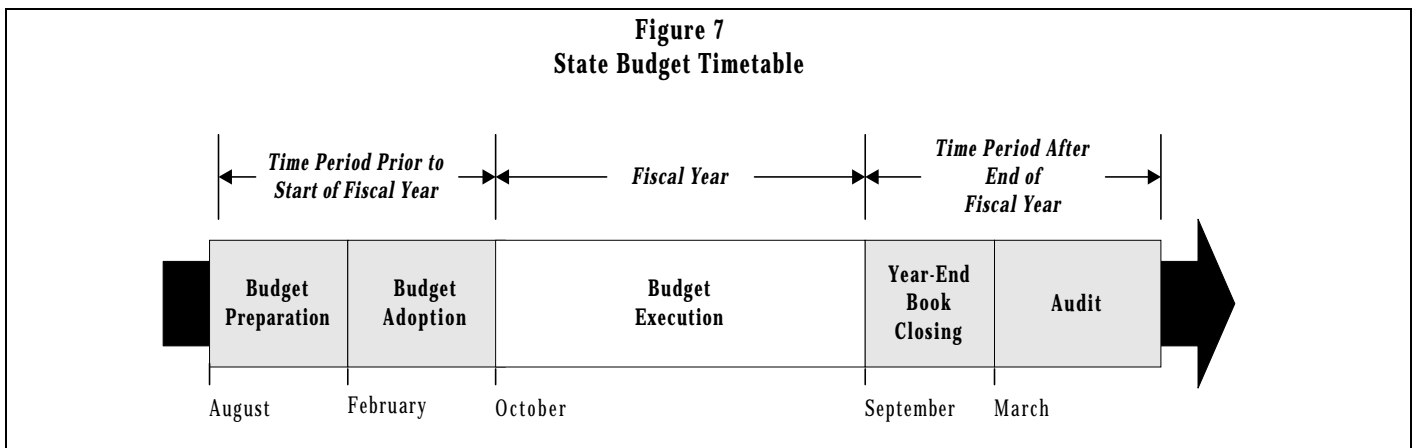 Figure 7
State Budget Timetable
Time Period Prior to
Start of Fiscal Year
Fiscal Year
Time Period After
End of
Fiscal Year
Budget
Preparation
Budget
Adoption
Budget
Execution
Year-End
Book
Closing
Audit
August
February
October
September
March